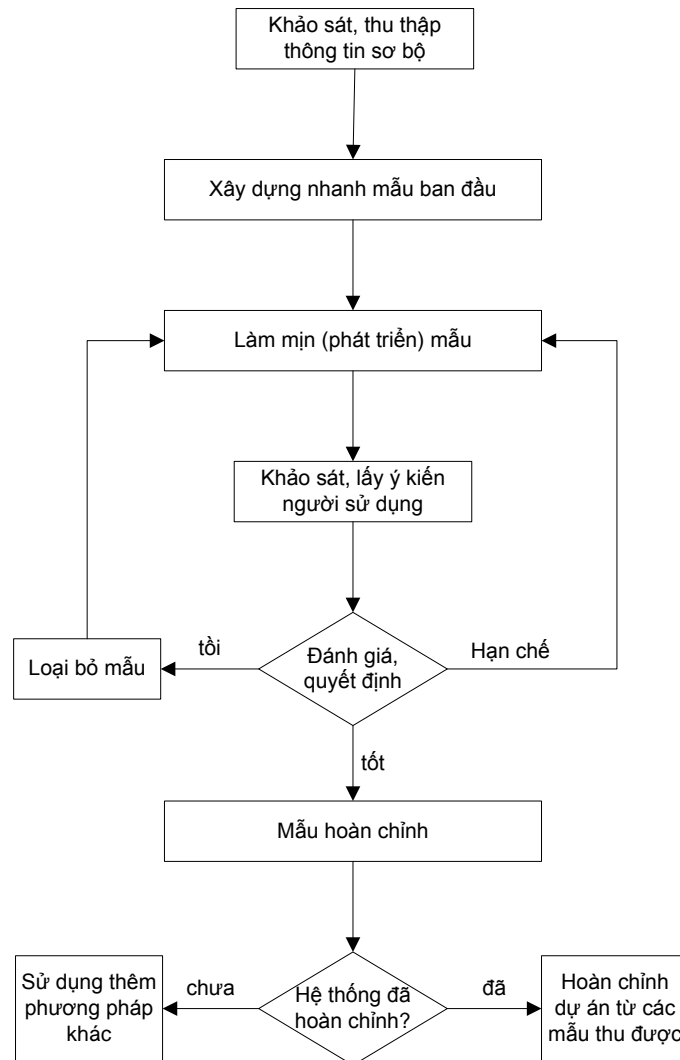 Khảo sát, thu thập
thông tin sơ bộ
Xây dựng nhanh mẫu ban đầu
Làm mịn (phát triển) mẫu
Khảo sát, lấy ý kiến
người sử dụng
Loại bỏ mẫu
tồi
Đánh giá,
quyết định
Hạn chế
tốt
Mẫu hoàn chỉnh
Sử dụng thêm
phương pháp
khác
chưa
Hệ thống đã
hoàn chỉnh?
đã
Hoàn chỉnh
dự án từ các
mẫu thu được